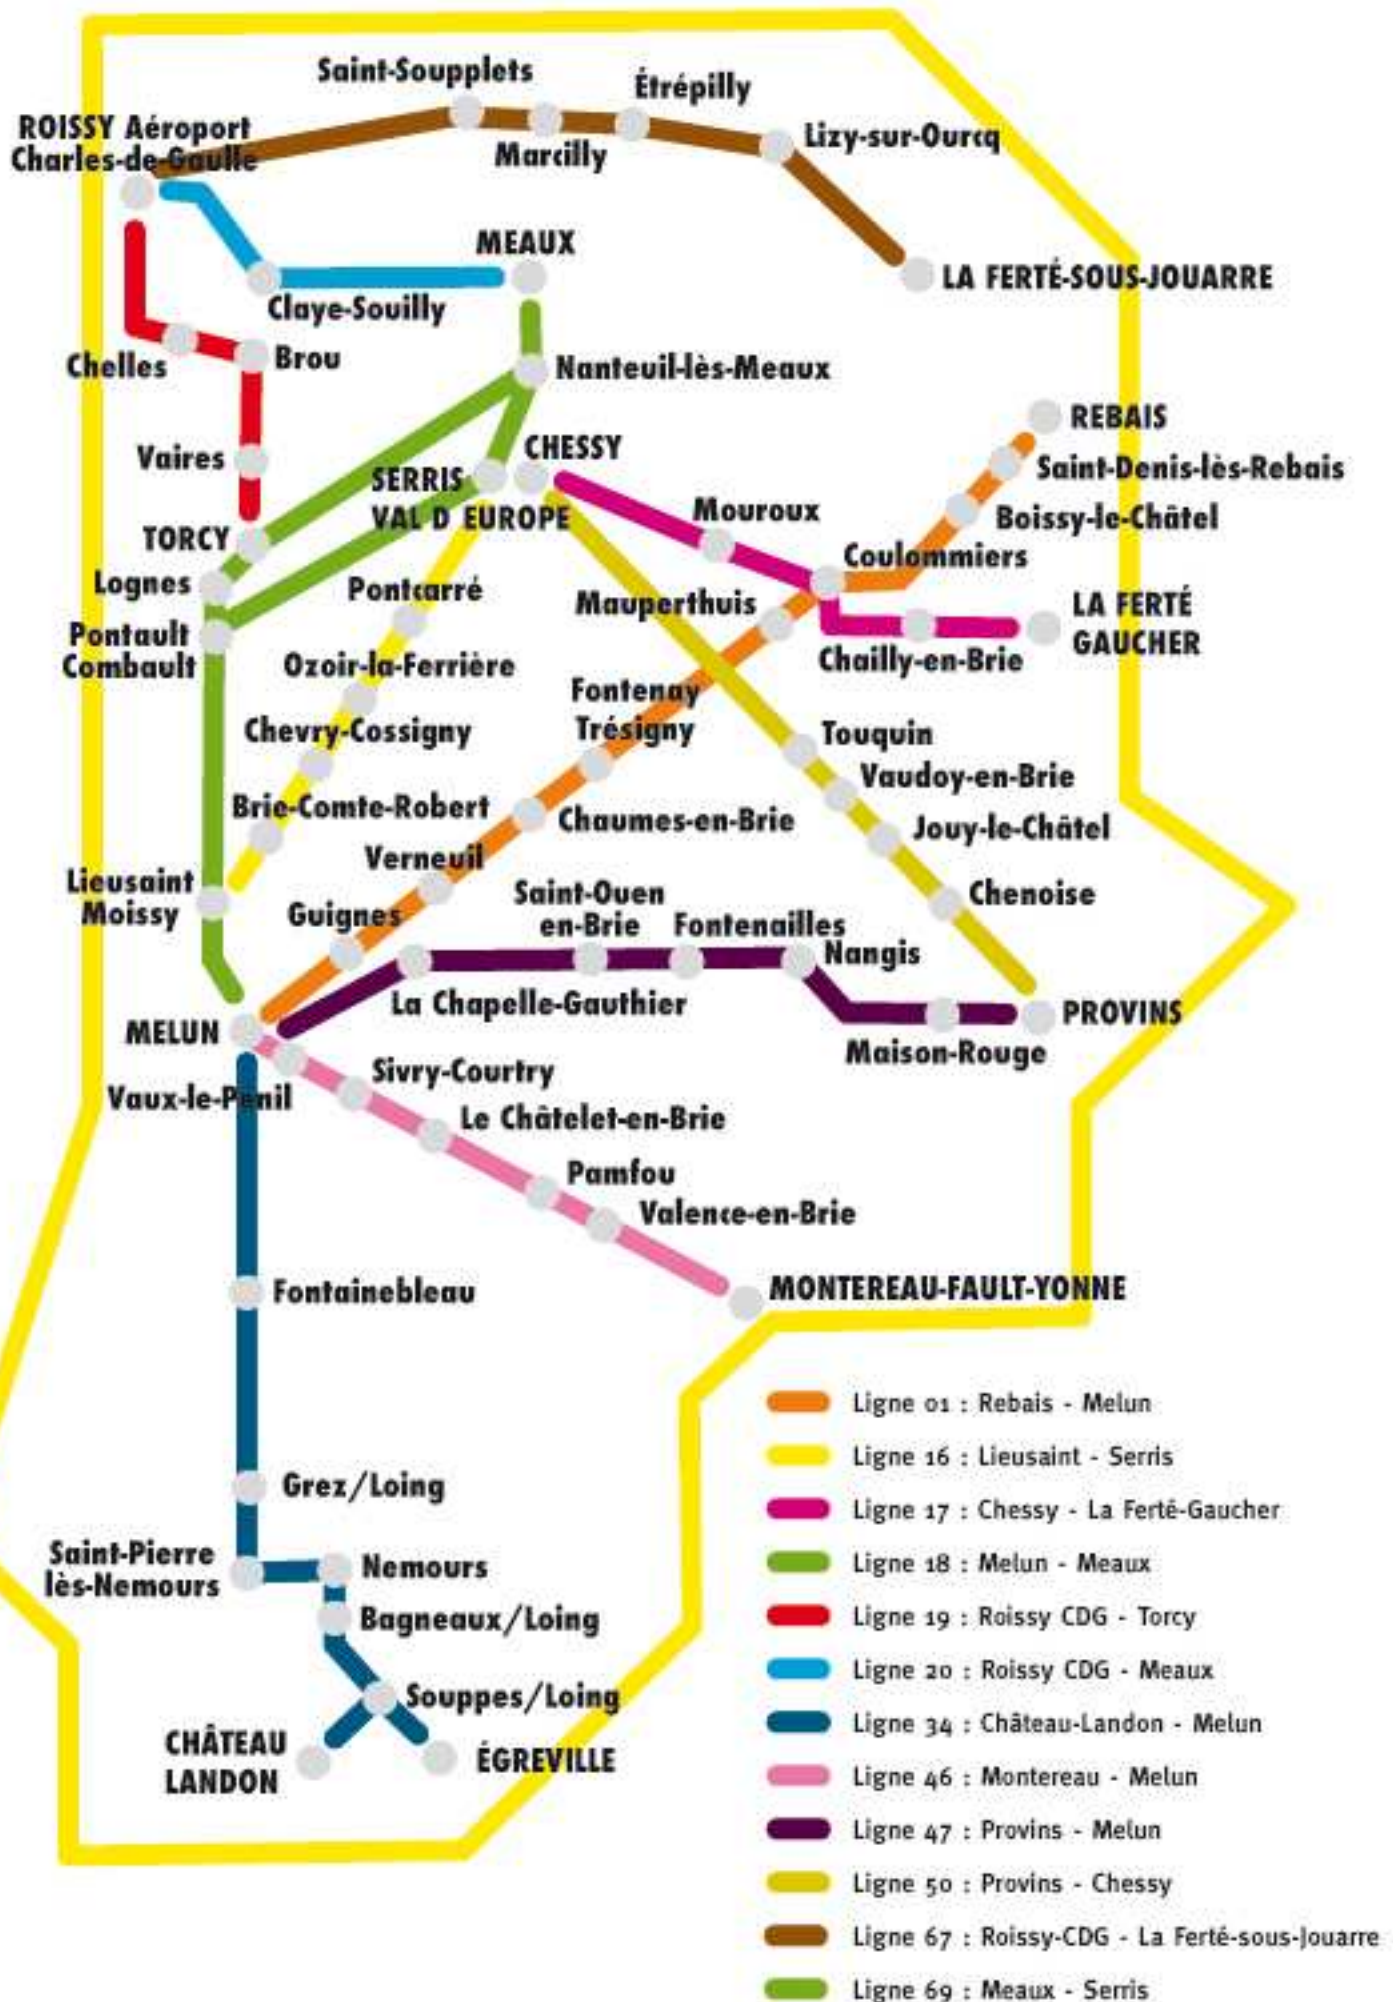 Saint-Soupplets
Étrépilly
ROISSY Aéroport
Charles-de-Gaulle
Marcilly
Lizy-sur-Ourcq
MEAUX
LA FERTÉ-SOUS-JOUARRE
Claye-Souilly
Chelles
Brou
Nanteuil-lès-Meaux
REBAIS
Vaires
SERRIS
CHESSY
VAL D EUROPE
Saint-Denis-lès-Rebais
Mouroux
Boissy-le-Châtel
TORCY
Lognes
Coulommiers
Pontcarré
Mauperthuis
LA FERTÉ
GAUCHER
Pontault
Combault
Ozoir-la-Ferrière
Chailly-en-Brie
Fontenay
Trésigny
Chevry-Cossigny
Touquin
Vaudoy-en-Brie
Brie-Comte-Robert
Chaumes-en-Brie
Jouy-le-Châtel
Verneuil
Lieusaint
Moissy
Saint-Ouen
en-Brie
Chenoise
Guignes
Fontenailles
Nangis
La Chapelle-Gauthier
MELUN
PROVINS
Maison-Rouge
Vaux-le-Penil
Sivry-Courtry
Le Châtelet-en-Brie
Pamfou
Valence-en-Brie
Fontainebleau
MONTEREAU-FAULT-YONNE
Grez/Loing
Saint-Pierre
lès-Nemours
Nemours
Bagneaux/Loing
Souppes/Loing
CHÂTEAU
LANDON
ÉGREVILLE
Ligne 01 : Rebais - Melun
Ligne 16 : Lieusaint - Serris
Ligne 17 : Chessy - La Ferté-Gaucher
Ligne 18 : Melun - Meaux
Ligne 19 : Roissy CDG - Torcy
Ligne 20 : Roissy CDG - Meaux
Ligne 34 : Château-Landon - Melun
Ligne 46 : Montereau - Melun
Ligne 47 : Provins - Melun
Ligne 50 : Provins - Chessy
Ligne 67 : Roissy-CDG - La Ferté-sous-Jouarre
Ligne 69 : Meaux - Serris